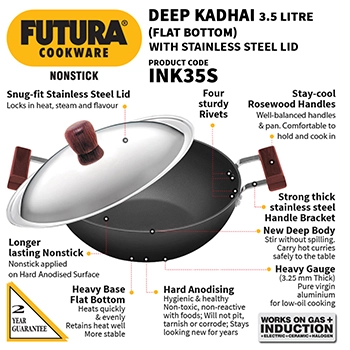 FUTURA®
COOKWARE
NONSTICK
DEEP KADHAI 3.5 LITRE
(FLAT BOTTOM)
WITH STAINLESS STEEL LID
PRODUCT CODE
INK35S
Snug-fit Stainless Steel Lid
Locks in heat, steam and flavour
Four
sturdy
Rivets
Stay-cool
Rosewood Handles
Well-balanced handles
& pan. Comfortable to
hold and cook in
Strong thick
stainless steel
Handle Bracket
New Deep Body
Stir without spilling.
Carry hot curries
safely to the table
Longer
lasting Nonstick
Nonstick applied
on Hard Anodised Surface
Heavy Gauge
(3.25 mm Thick)
Pure virgin
aluminium
for low-oil cooking
2
YEAR
GUARANTEE
Heavy Base
Flat Bottom
Heats quickly
& evenly
Retains heat well
More stable
Hard Anodising
Hygienic & healthy
Non-toxic, non-reactive
with foods; Will not pit,
tarnish or corrode; Stays
looking new for years
WORKS ON GAS +
INDUCTION
+ELECTRIC+CERAMIC+HALOGEN